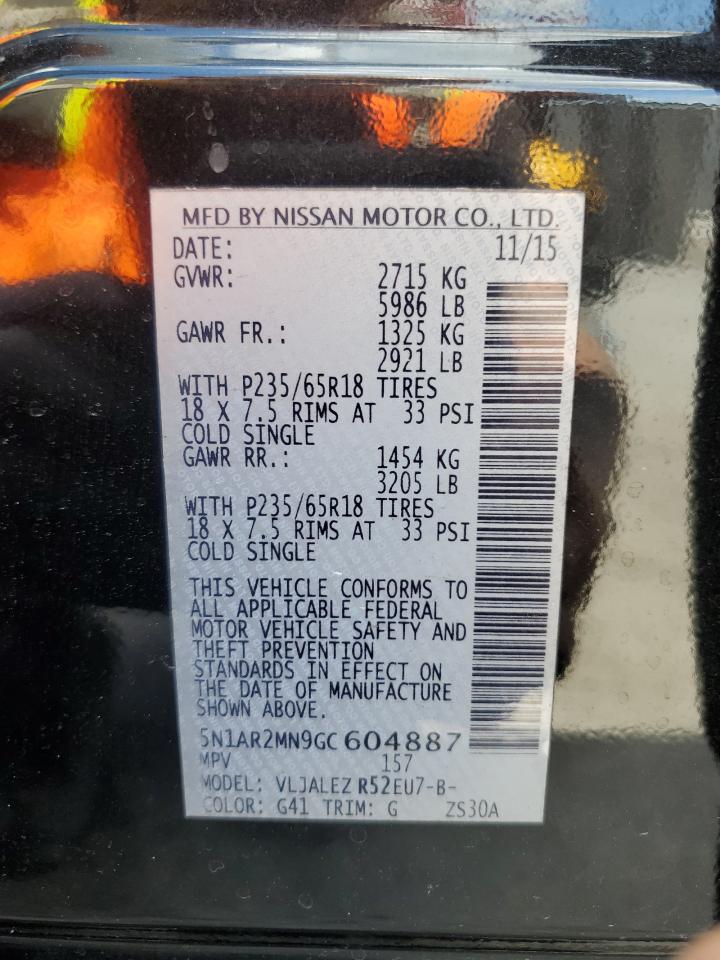 MFD BY NISSAN MOTOR CO., LTD.
DATE: 11/15
GVWR: 2715 KG
5986 LB
GAWR FR.: 1325 KG
2921 LB
WITH P235/65R18 TIRES
18 X 7.5 RIMS AT 33 PSI
COLD SINGLE
GAWR RR.: 1454 KG
3205 LB
WITH P235/65R18 TIRES
18 X 7.5 RIMS AT 33 PSI
COLD SINGLE
THIS VEHICLE CONFORMS TO
ALL APPLICABLE FEDERAL
MOTOR VEHICLE SAFETY AND
THEFT PREVENTION
STANDARDS IN EFFECT ON
THE DATE OF MANUFACTURE
SHOWN ABOVE.
5N1AR2MN9GC 604887
MPV 157
MODEL: VLJALEZ R52EU7-B-
COLOR: G41 TRIM: G ZS30A